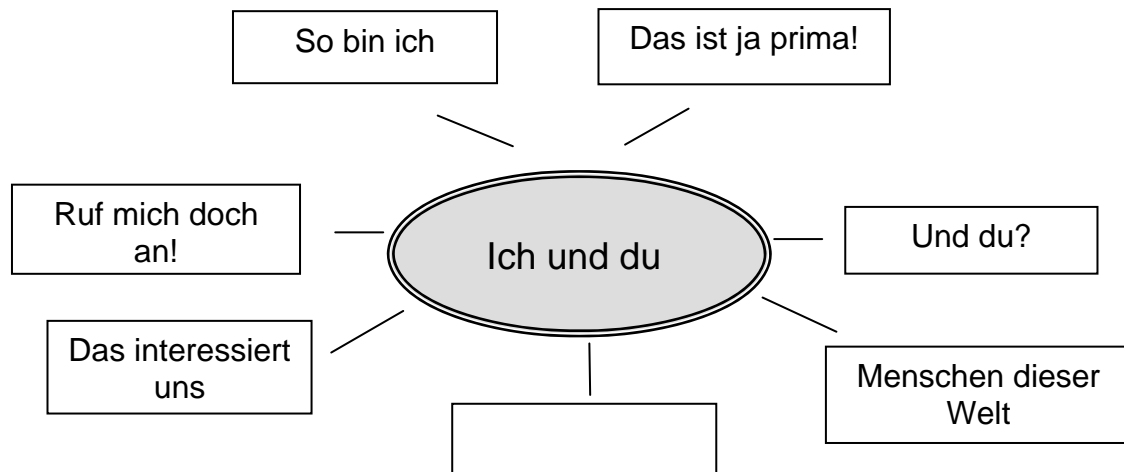 So bin ich
Das ist ja prima!
Ruf mich doch
an!
Ich und du
Und du?
Das interessiert
uns
Menschen dieser
Welt